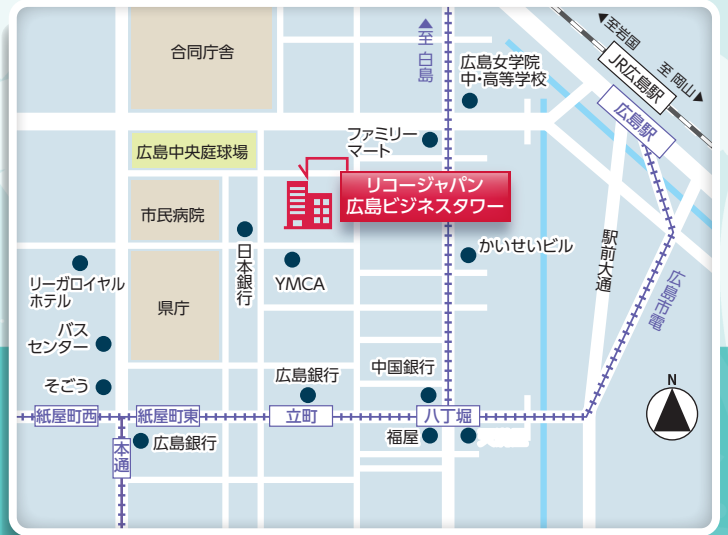 合同庁舎
▲至 白島
◀至岩国
JR広島駅
至 岡山▶
広島駅
広島女学院
中・高等学校
ファミリー
マート
広島中央庭球場
リコージャパン
広島ビジネスタワー
市民病院
日本銀行
YMCA
かいせいビル
駅前大通
広島市電
リーガロイヤル
ホテル
県庁
バス
センター
そごう
広島銀行
中国銀行
紙屋町西
紙屋町東
立町
八丁堀
本通
広島銀行
福屋
N